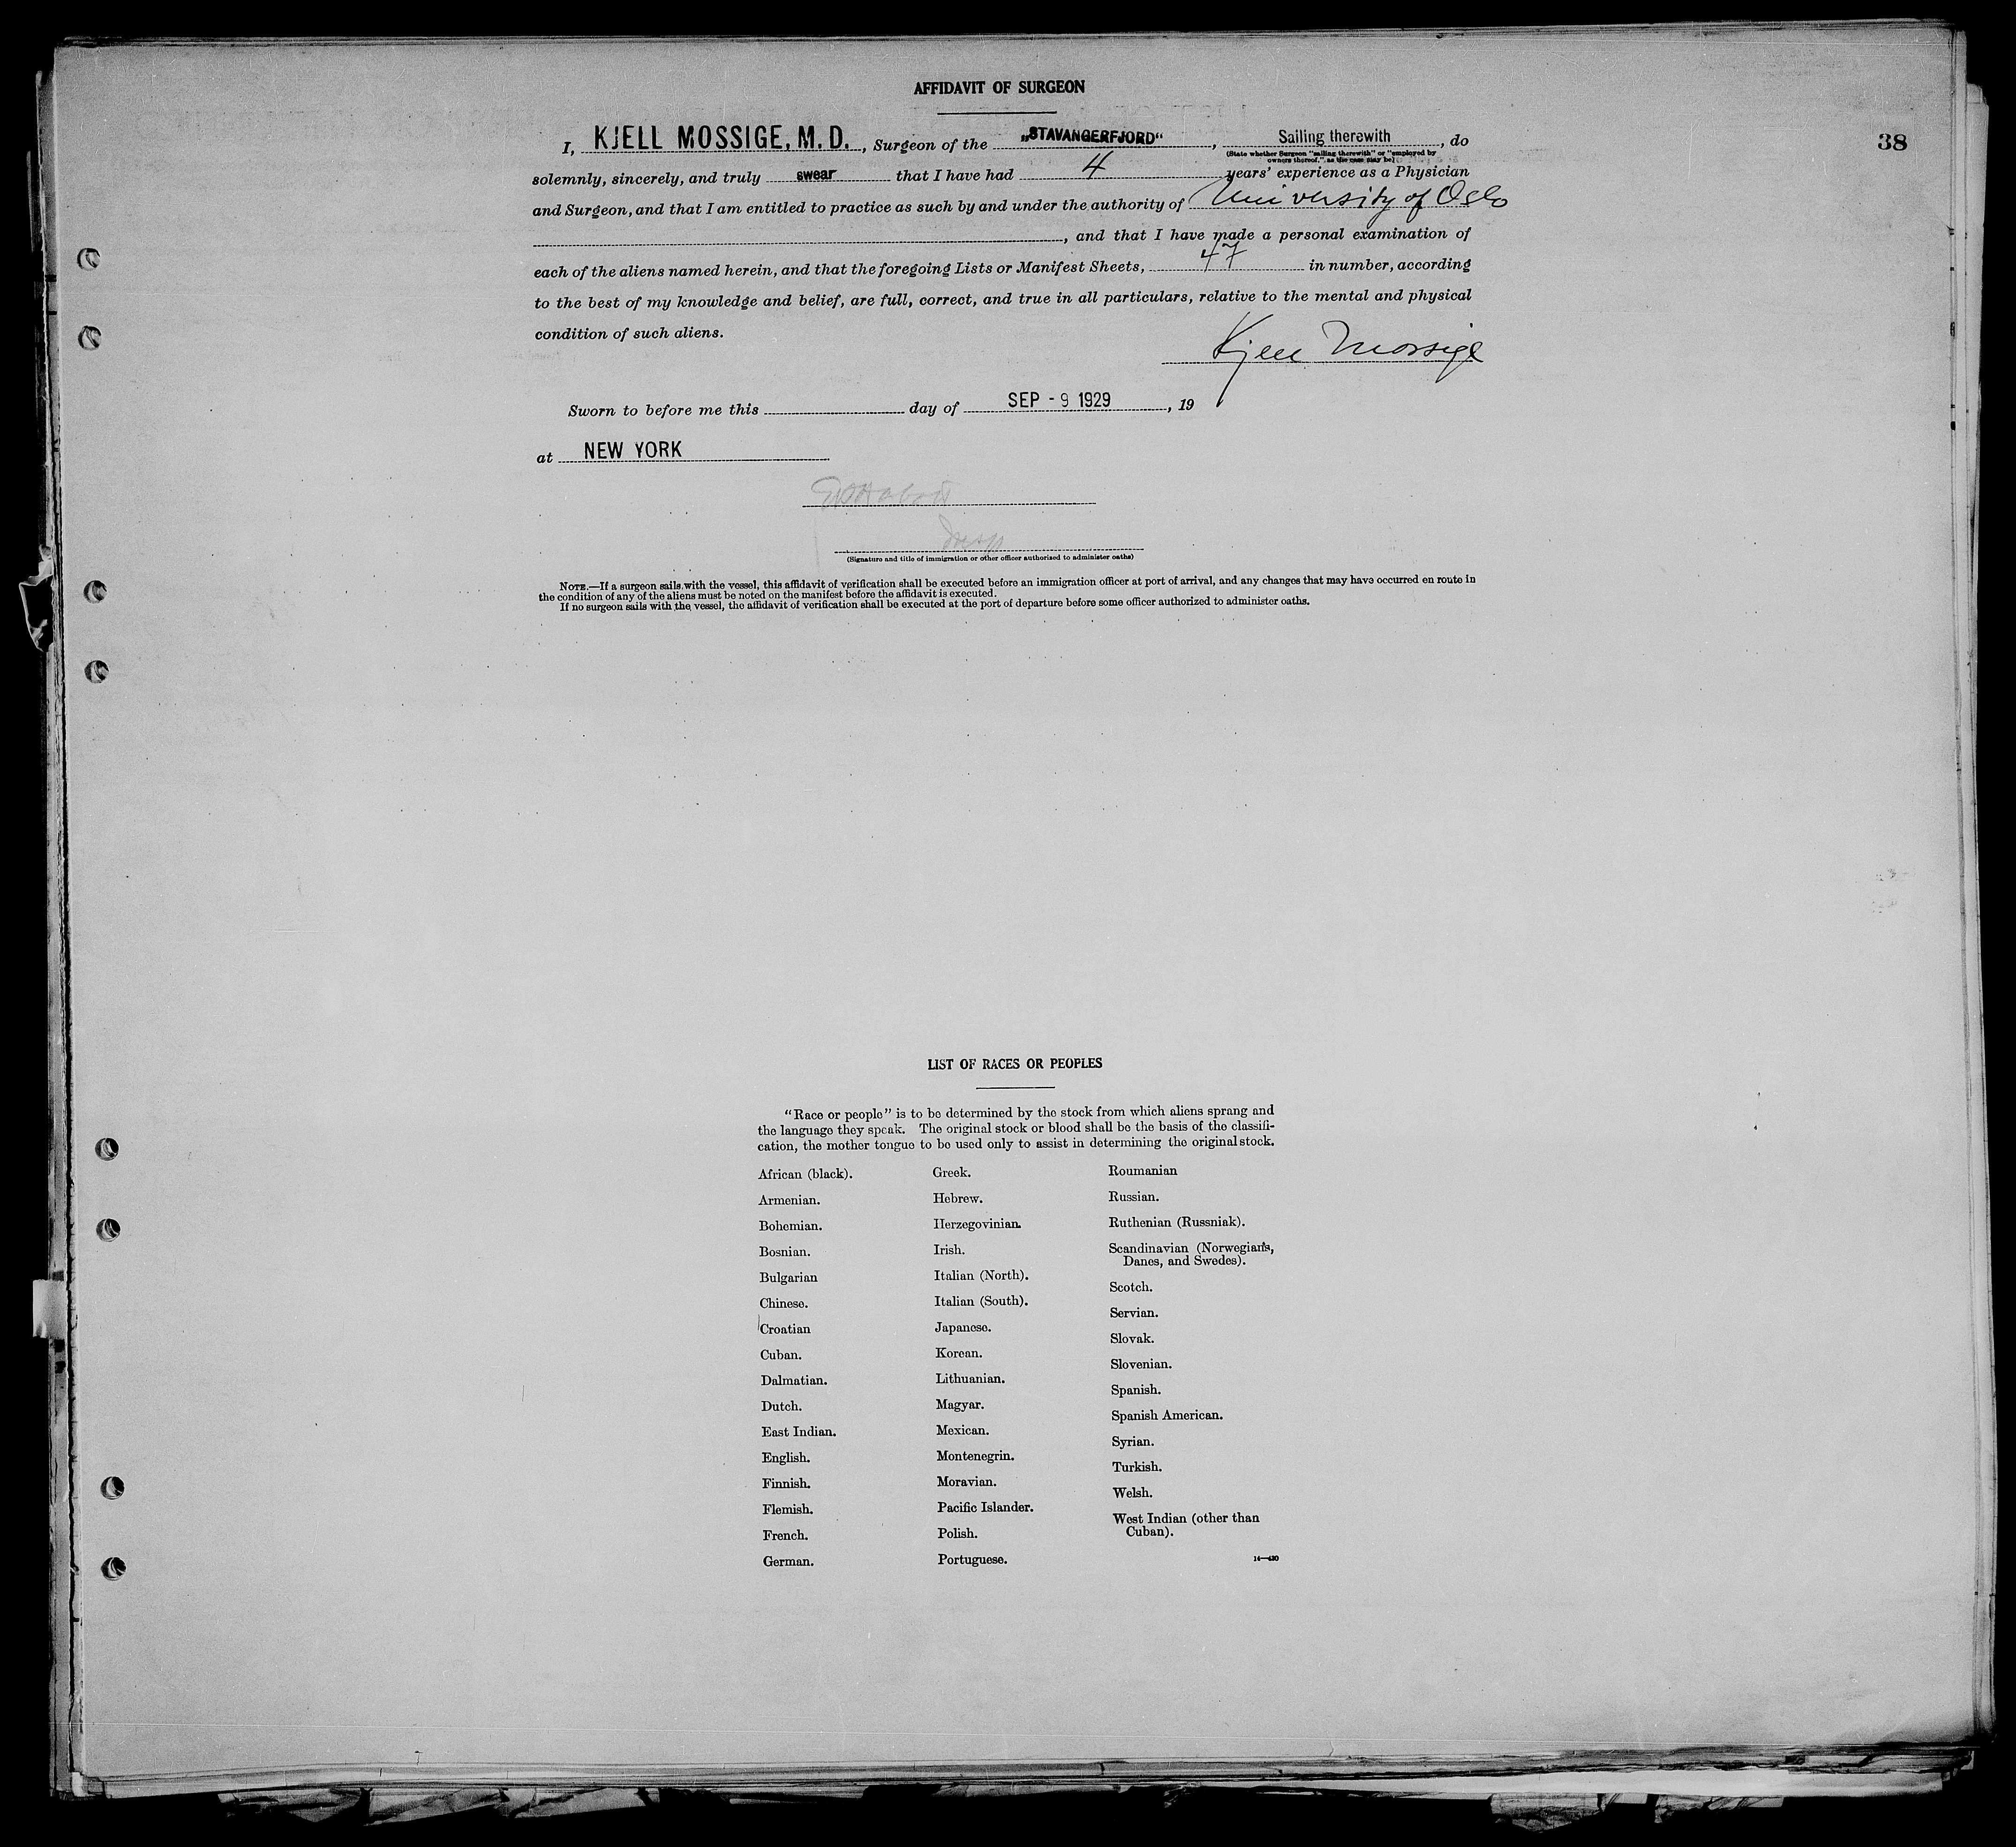 AFFIDAVIT OF SURGEON
38
I, KJELL MOSSIGE, M. D., Surgeon of the „STAVANGERFJORD“, Sailing therewith, do
(State whether Surgeon "sailing therewith" or "employed by
owners thereof," as the case may be)
solemnly, sincerely, and truly swear that I have had 4 years' experience as a Physician
and Surgeon, and that I am entitled to practice as such by and under the authority of University of Oslo
, and that I have made a personal examination of
each of the aliens named herein, and that the foregoing Lists or Manifest Sheets, 47 in number, according
to the best of my knowledge and belief, are full, correct, and true in all particulars, relative to the mental and physical
condition of such aliens.
Kjell Mossige
Sworn to before me this day of SEP - 9 1929, 19
at NEW YORK
(Signature and title of immigration or other officer authorized to administer oaths)
NOTE.—If a surgeon sails with the vessel, this affidavit of verification shall be executed before an immigration officer at port of arrival, and any changes that may have occurred en route in
the condition of any of the aliens must be noted on the manifest before the affidavit is executed.
If no surgeon sails with the vessel, the affidavit of verification shall be executed at the port of departure before some officer authorized to administer oaths.
LIST OF RACES OR PEOPLES
"Race or people" is to be determined by the stock from which aliens sprang and
the language they speak. The original stock or blood shall be the basis of the classifi-
cation, the mother tongue to be used only to assist in determining the original stock.
African (black).
Armenian.
Bohemian.
Bosnian.
Bulgarian
Chinese.
Croatian
Cuban.
Dalmatian.
Dutch.
East Indian.
English.
Finnish.
Flemish.
French.
German.
Greek.
Hebrew.
Herzegovinian.
Irish.
Italian (North).
Italian (South).
Japanese.
Korean.
Lithuanian.
Magyar.
Mexican.
Montenegrin.
Moravian.
Pacific Islander.
Polish.
Portuguese.
Roumanian
Russian.
Ruthenian (Russniak).
Scandinavian (Norwegians,
Danes, and Swedes).
Scotch.
Servian.
Slovak.
Slovenian.
Spanish.
Spanish American.
Syrian.
Turkish.
Welsh.
West Indian (other than
Cuban).